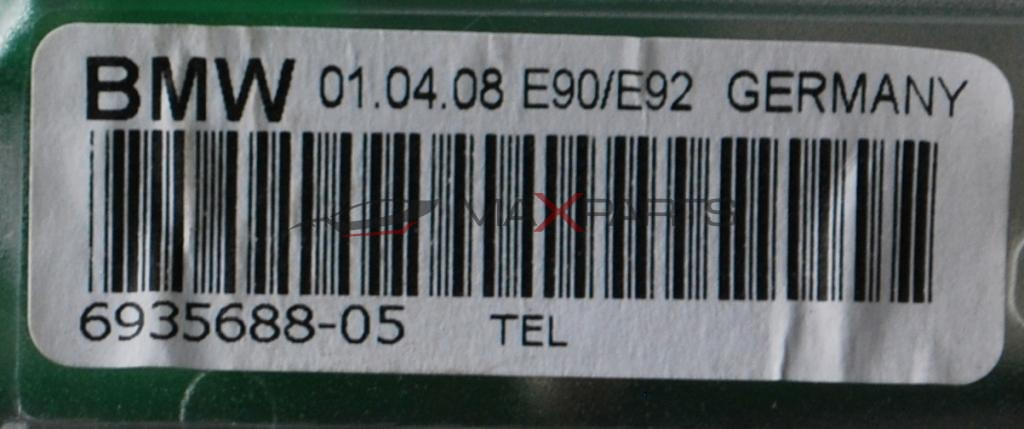 BMW 01.04.08 E90/E92 GERMANY
MAXPARTS
6935688-05 TEL